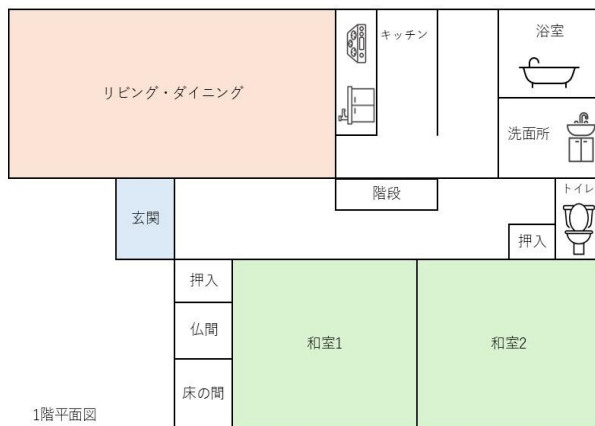 浴室
キッチン
リビング・ダイニング
洗面所
トイレ
階段
玄関
押入
押入
仏間
和室1
和室2
床の間
1階平面図